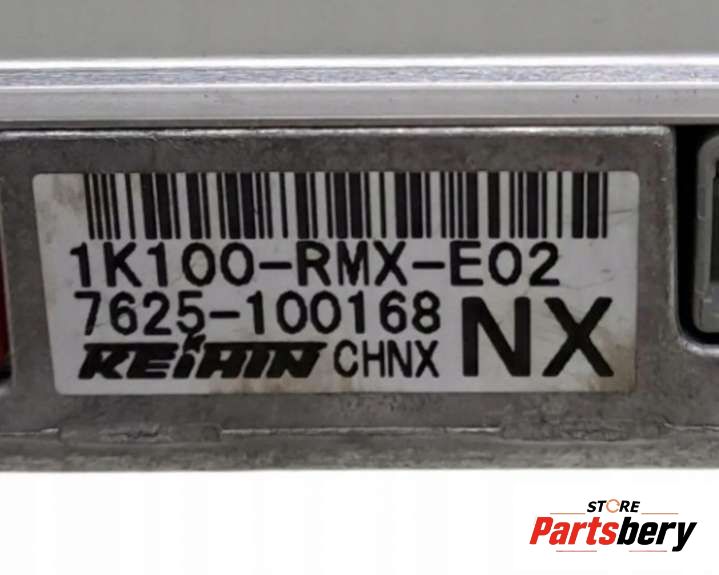 1K100-RMX-E02
7625-100168
KEIHIN CHNX NX
STORE
Partsbery